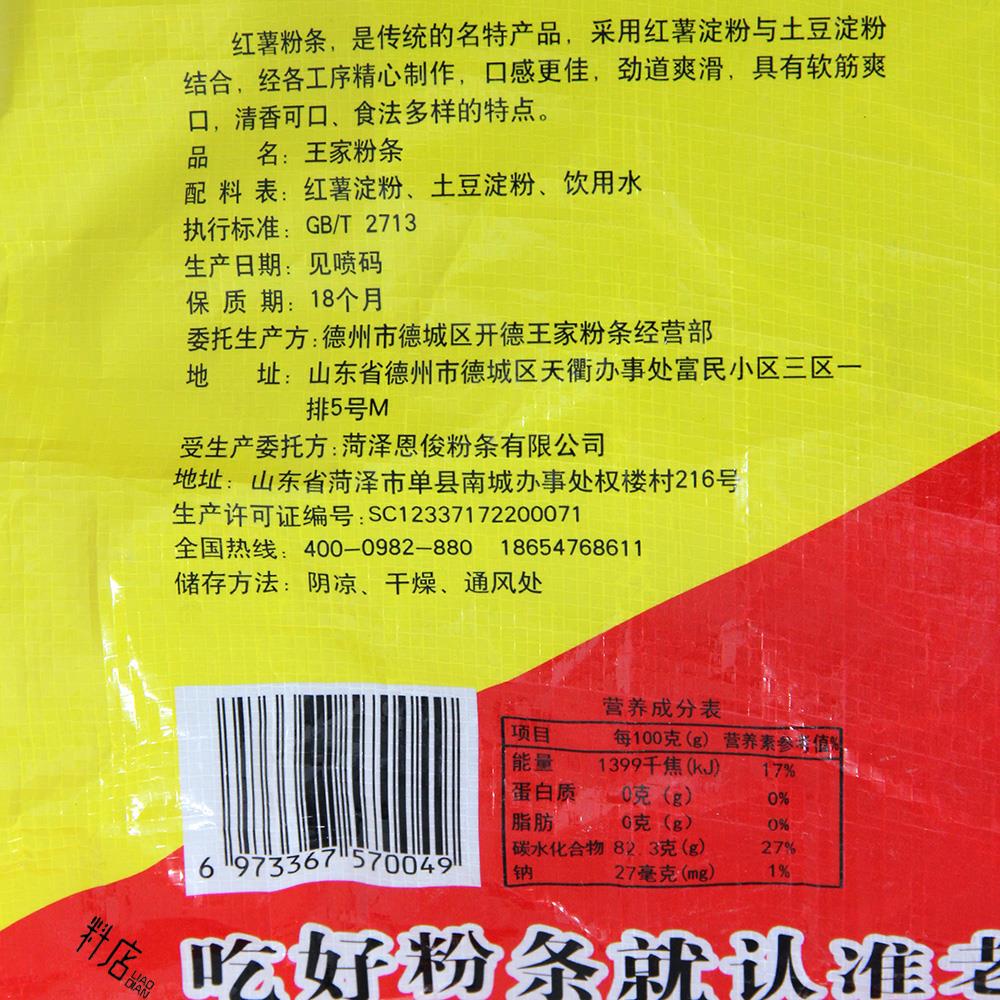 红薯粉条，是传统的名特产品，采用红薯淀粉与土豆淀粉
结合，经各工序精心制作，口感更佳，劲道爽滑，具有软筋爽
口，清香可口、食法多样的特点。
品 名：王家粉条
配料表：红薯淀粉、土豆淀粉、饮用水
执行标准：GB/T 2713
生产日期：见喷码
保质期：18个月
委托生产方:德州市德城区开德王家粉条经营部
地 址：山东省德州市德城区天衢办事处富民小区三区一
排5号M
受生产委托方:菏泽恩俊粉条有限公司
地址：山东省菏泽市单县南城办事处权楼村216号
生产许可证编号:SC12337172200071
全国热线：400-0982-880 18654768611
储存方法：阴凉、干燥、通风处
营养成分表
项目 每100克(g) 营养素参考值%
能量 1399千焦(kJ) 17%
蛋白质 0克 (g) 0%
脂肪 0克 (g) 0%
碳水化合物 82.3克(g) 27%
钠 27毫克(mg) 1%
6 973367 570049
料店
LIAO
DIAN
吃好粉条就认准老